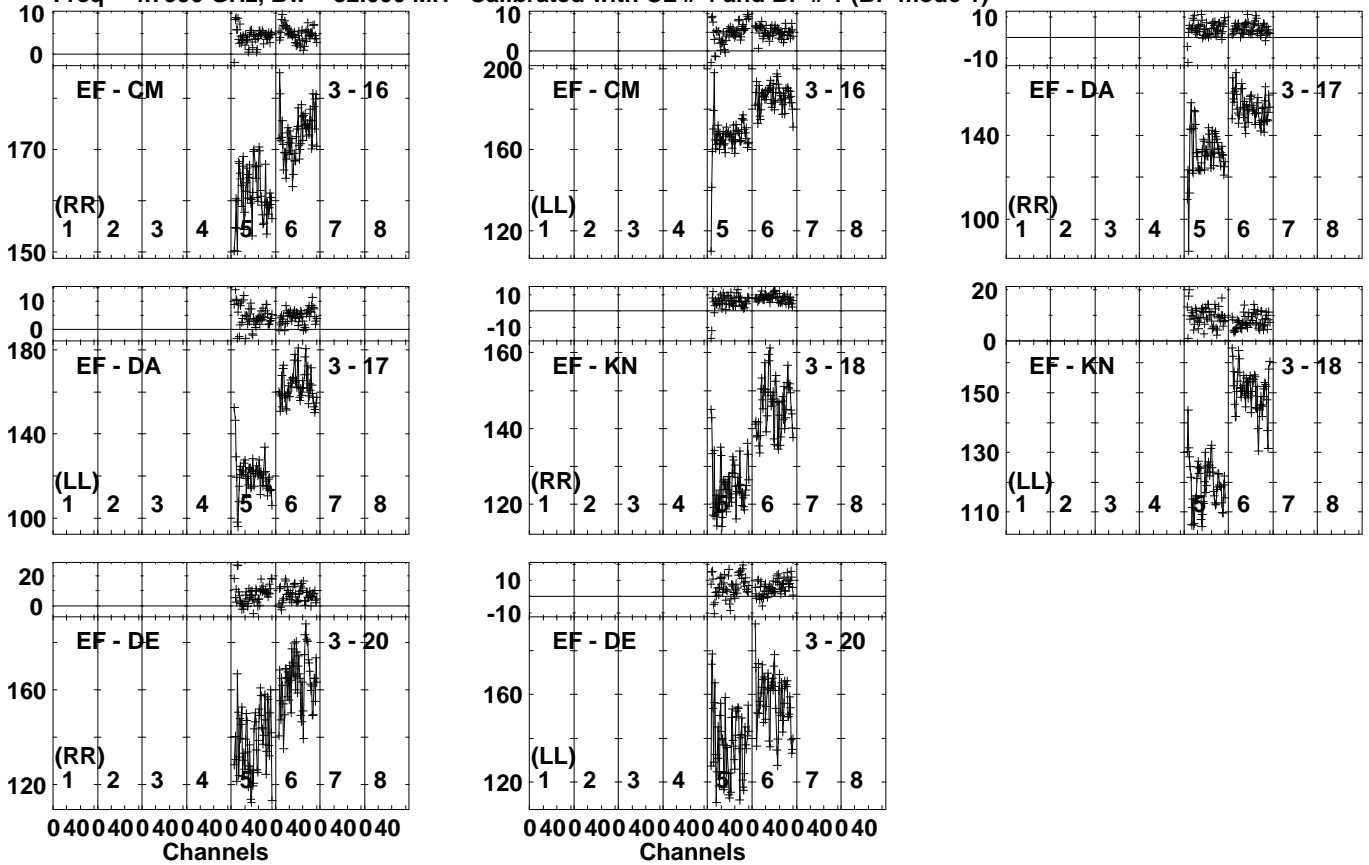 10
0
EF - CM 3 - 16
170
150
(RR)
1 2 3 4 5 6 7 8
10
0
200
EF - CM 3 - 16
160
120
(LL)
1 2 3 4 5 6 7 8
10
-10
EF - DA 3 - 17
140
100
(RR)
1 2 3 4 5 6 7 8
10
0
180
EF - DA 3 - 17
140
100
(LL)
1 2 3 4 5 6 7 8
10
-10
160
EF - KN 3 - 18
140
120
(RR)
1 2 3 4 5 6 7 8
20
0
EF - KN 3 - 18
150
130
110
(LL)
1 2 3 4 5 6 7 8
20
0
EF - DE 3 - 20
160
120
(RR)
1 2 3 4 5 6 7 8
0 40 0 40 0 40 0 40 0 40 0 40 0 40 0 40
Channels
10
-10
EF - DE 3 - 20
160
120
(LL)
1 2 3 4 5 6 7 8
0 40 0 40 0 40 0 40 0 40 0 40 0 40 0 40
Channels